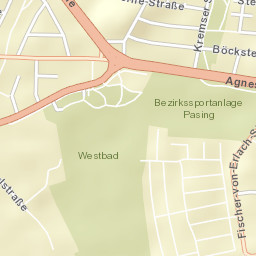 Straße
Kremser
Böckste
Agnes
Bezirkssportanlage
Pasing
Westbad
Fischer-von-Erlach-S
straße